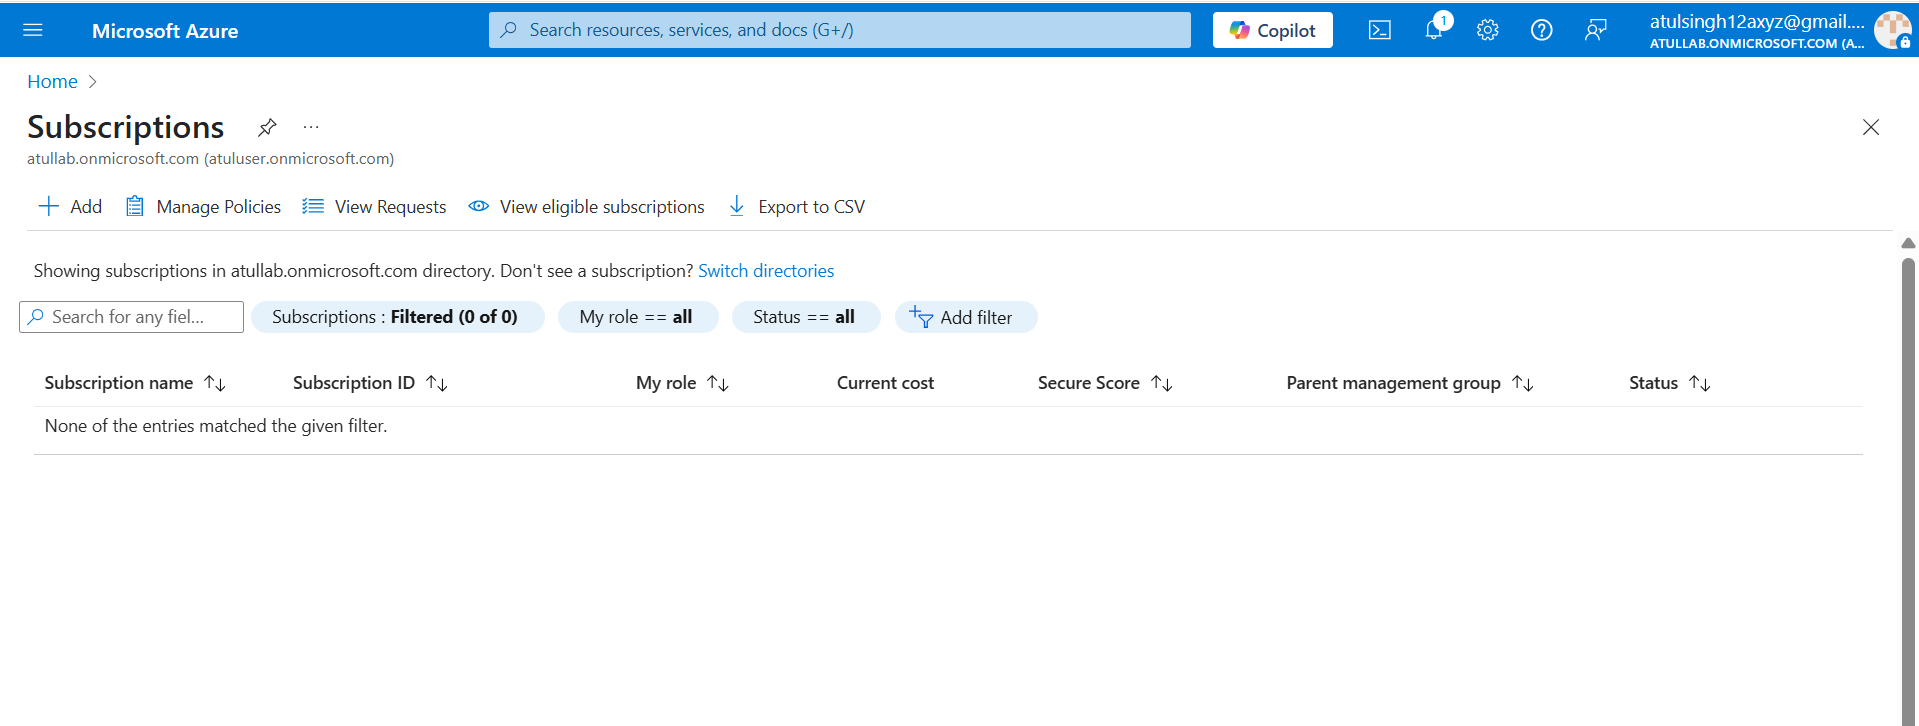 Microsoft Azure
Search resources, services, and docs (G+/)
Copilot
1
atulsingh12axyz@gmail....
ATULLAB.ONMICROSOFT.COM (A...
Home
Subscriptions
atullab.onmicrosoft.com (atuluser.onmicrosoft.com)
Add Manage Policies View Requests View eligible subscriptions Export to CSV
Showing subscriptions in atullab.onmicrosoft.com directory. Don't see a subscription? Switch directories
Search for any fiel... Subscriptions : Filtered (0 of 0) My role == all Status == all Add filter
Subscription name Subscription ID My role Current cost Secure Score Parent management group Status
None of the entries matched the given filter.